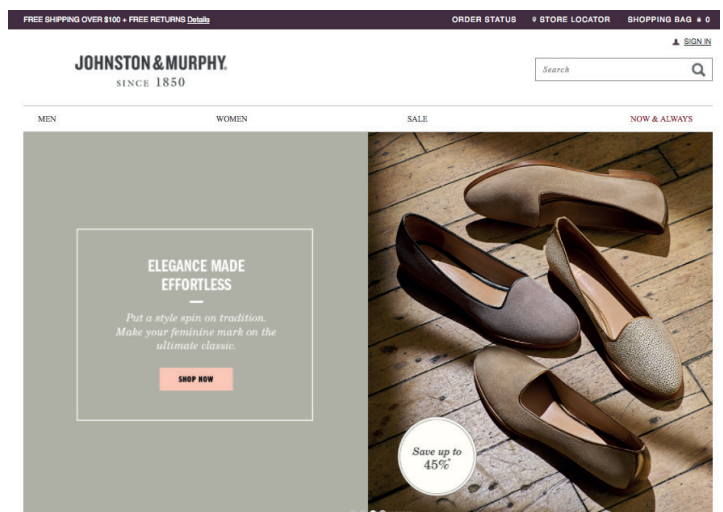 FREE SHIPPING OVER $100 + FREE RETURNS Details
ORDER STATUS
STORE LOCATOR
SHOPPING BAG 0
SIGN IN
JOHNSTON & MURPHY.
SINCE 1850
Search
MEN
WOMEN
SALE
NOW & ALWAYS
ELEGANCE MADE
EFFORTLESS
Put a style spin on tradition.
Make your feminine mark on the
ultimate classic.
SHOP NOW
Save up to
45%*